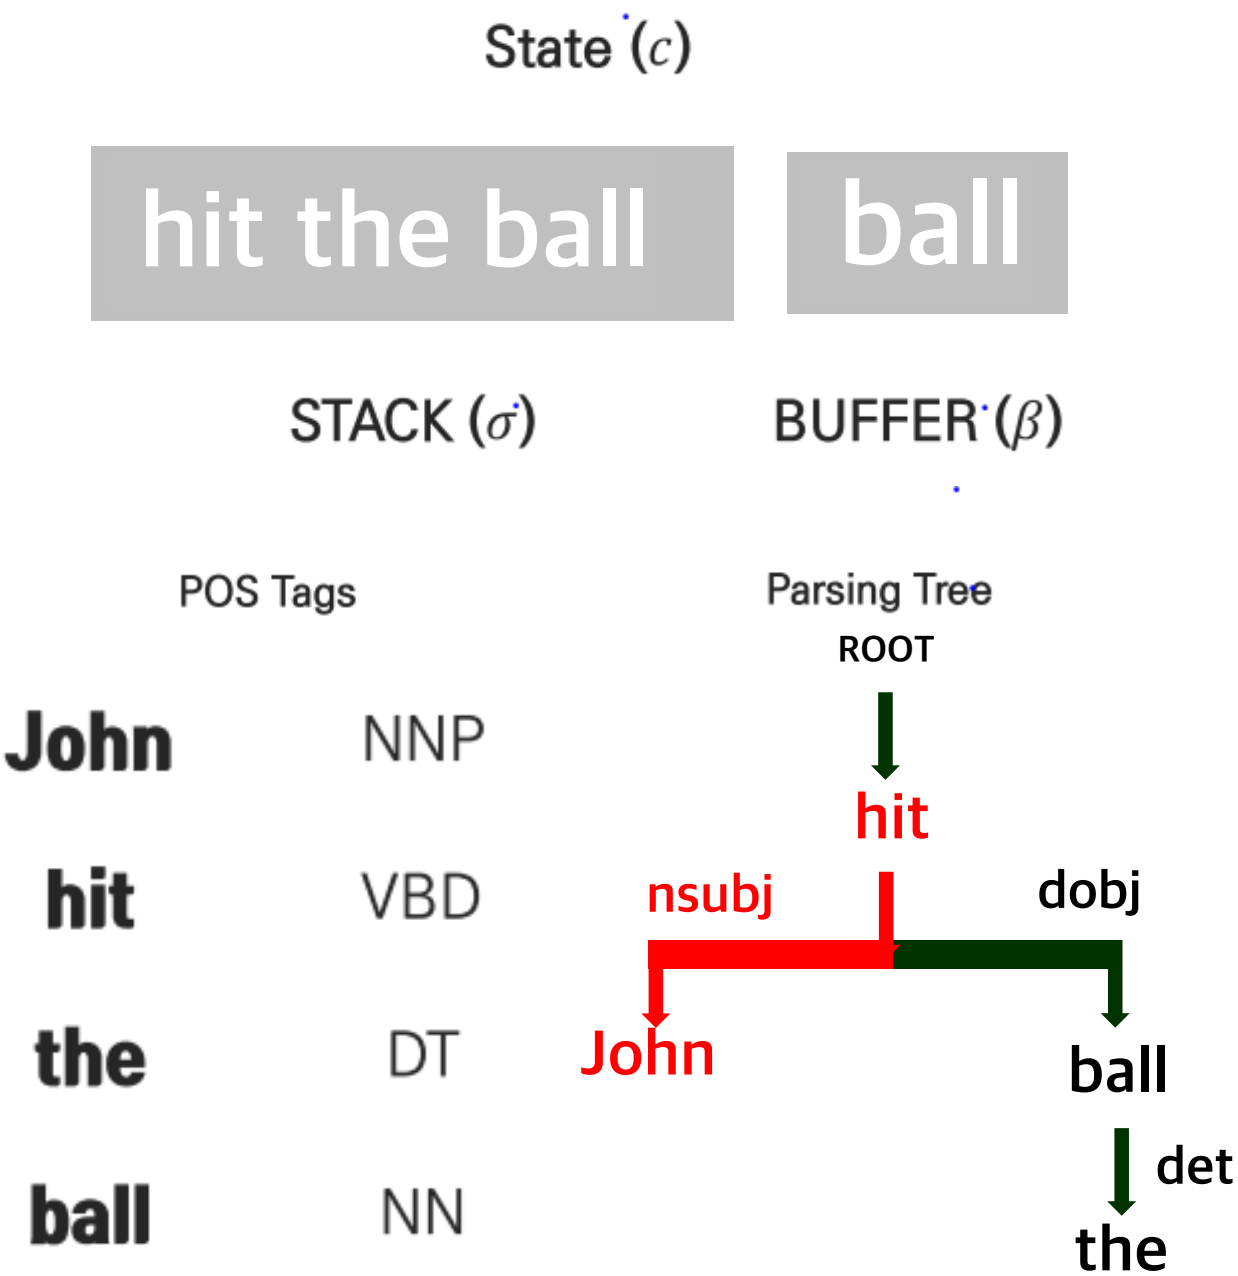 State (c)
hit the ball
ball
STACK (σ)
BUFFER (β)
POS Tags
Parsing Tree
ROOT
John NNP
hit
hit VBD
nsubj
dobj
the DT
John
ball
det
ball NN
the